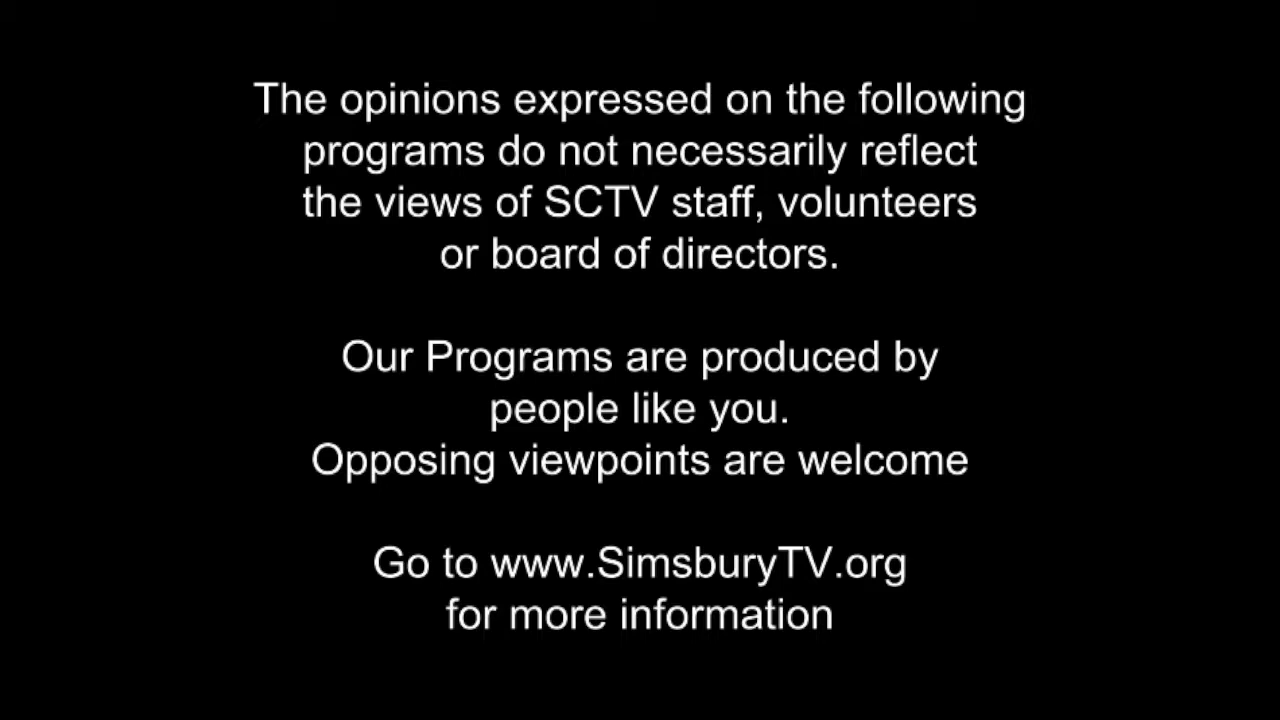 The opinions expressed on the following
programs do not necessarily reflect
the views of SCTV staff, volunteers
or board of directors.
Our Programs are produced by
people like you.
Opposing viewpoints are welcome
Go to www.SimsburyTV.org
for more information